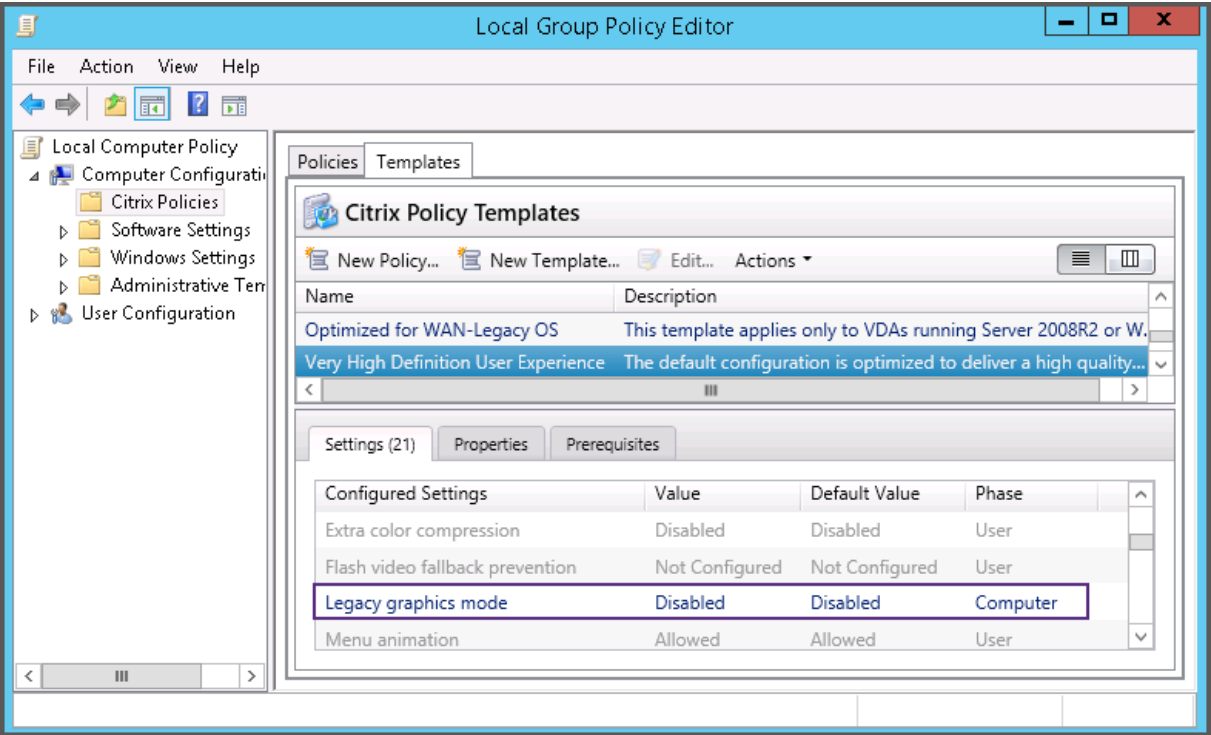 Local Group Policy Editor
File Action View Help
Local Computer Policy
Computer Configurati
Citrix Policies
Software Settings
Windows Settings
Administrative Tem
User Configuration
Policies Templates
Citrix Policy Templates
New Policy... New Template... Edit... Actions
Name Description
Optimized for WAN-Legacy OS This template applies only to VDAs running Server 2008R2 or W...
Very High Definition User Experience The default configuration is optimized to deliver a high quality...
Settings (21) Properties Prerequisites
Configured Settings Value Default Value Phase
Extra color compression Disabled Disabled User
Flash video fallback prevention Not Configured Not Configured User
Legacy graphics mode Disabled Disabled Computer
Menu animation Allowed Allowed User